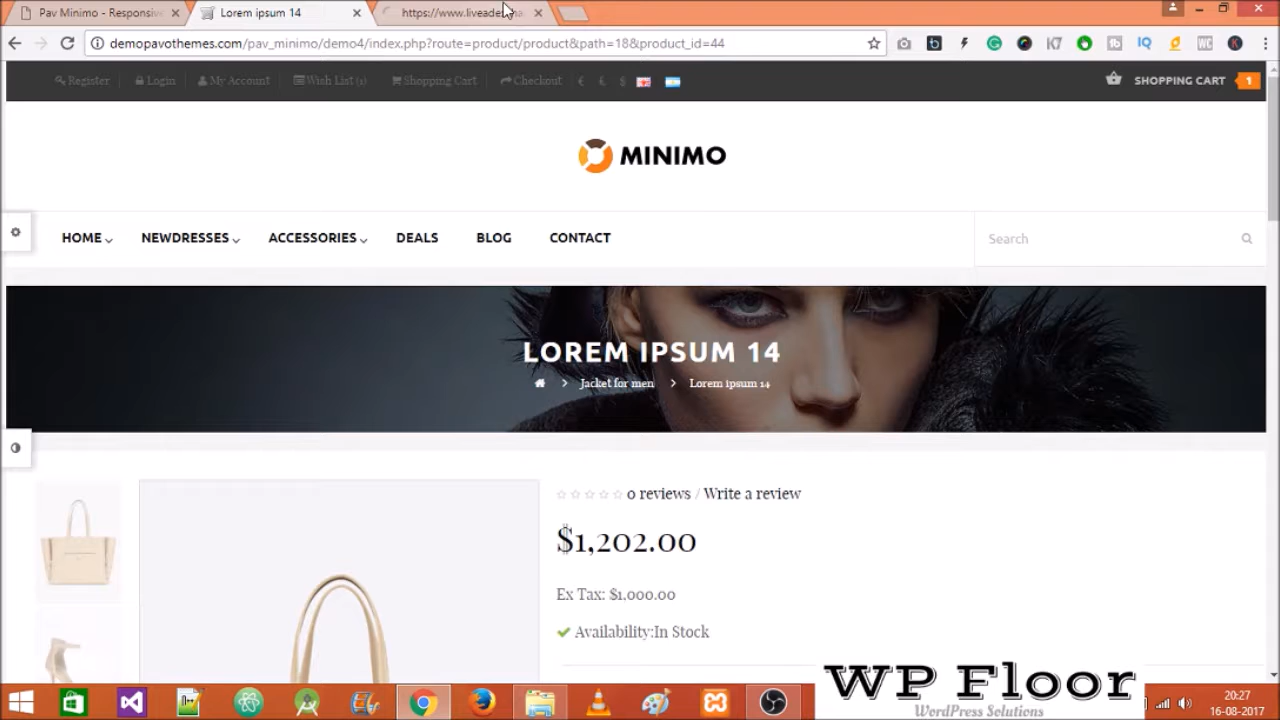 Pav Minimo - Responsive
Lorem ipsum 14
https://www.liveade
demopavothemes.com/pav_minimo/demo4/index.php?route=product/product&path=18&product_id=44
Register Login My Account Wish List (1) Shopping Cart Checkout € £ $
SHOPPING CART 1
MINIMO
HOME NEWDRESSES ACCESSORIES DEALS BLOG CONTACT
Search
LOREM IPSUM 14
Jacket for men > Lorem ipsum 14
0 reviews / Write a review
$1,202.00
Ex Tax: $1,000.00
Availability:In Stock
WP Floor
WordPress Solutions
20:27
16-08-2017